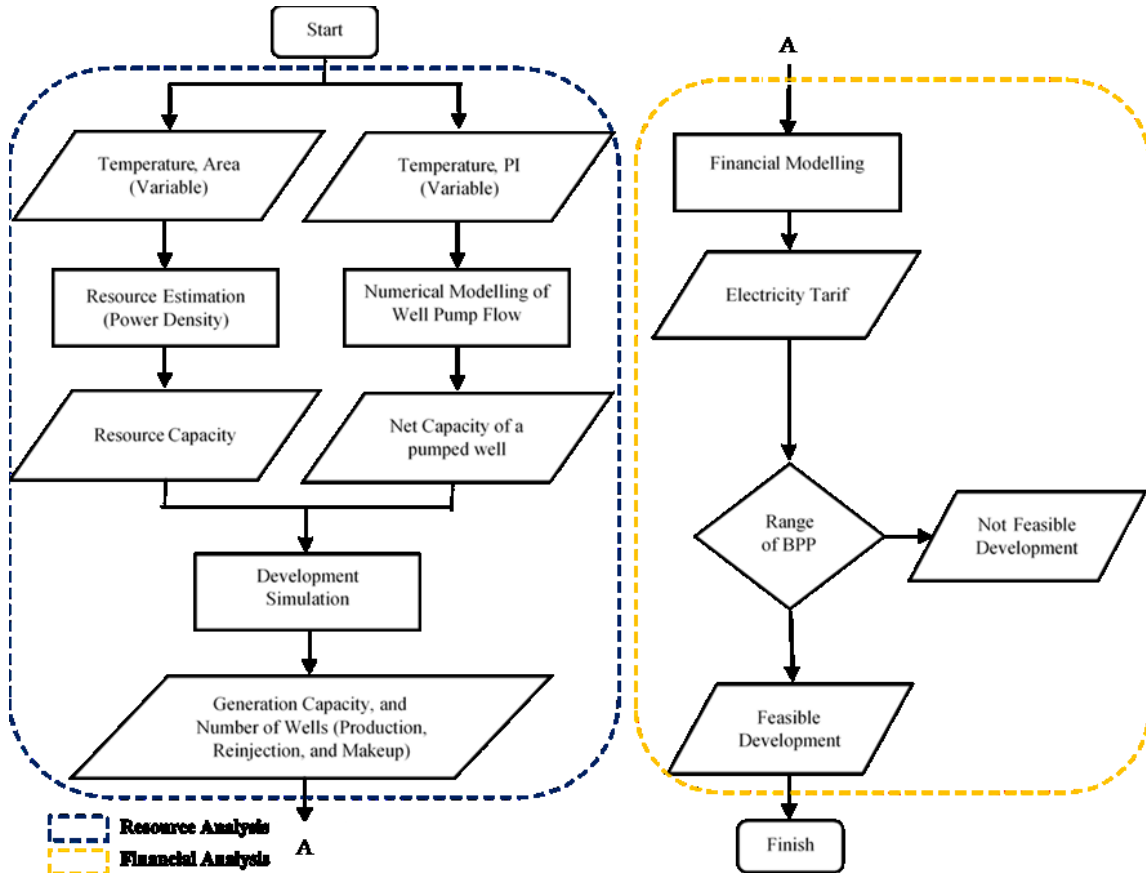 Start
Temperature, Area
(Variable)
Temperature, PI
(Variable)
Resource Estimation
(Power Density)
Numerical Modelling of
Well Pump Flow
Resource Capacity
Net Capacity of a
pumped well
Development
Simulation
Generation Capacity, and
Number of Wells (Production,
Reinjection, and Makeup)
A
Resource Analysis
Financial Analysis
A
Financial Modelling
Electricity Tarif
Range
of BPP
Not Feasible
Development
Feasible
Development
Finish